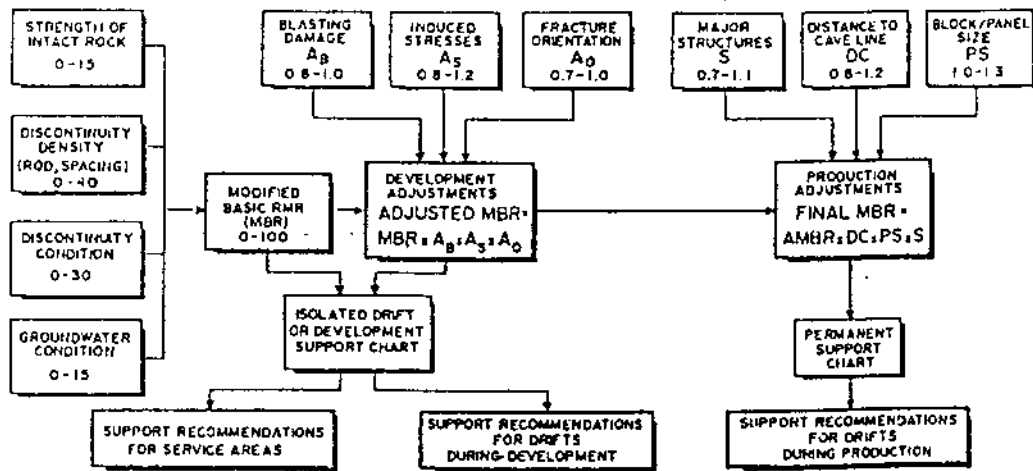 STRENGTH OF
INTACT ROCK
0-15
DISCONTINUITY
DENSITY
(RQD, SPACING)
0-40
DISCONTINUITY
CONDITION
0-30
GROUNDWATER
CONDITION
0-15
MODIFIED
BASIC RMR
(MBR)
0-100
BLASTING
DAMAGE
AB
0.8-1.0
INDUCED
STRESSES
AS
0.8-1.2
FRACTURE
ORIENTATION
AO
0.7-1.0
DEVELOPMENT
ADJUSTMENTS
ADJUSTED MBR=
MBR x AB x AS x AO
MAJOR
STRUCTURES
S
0.7-1.1
DISTANCE TO
CAVE LINE
DC
0.8-1.2
BLOCK/PANEL
SIZE
PS
1.0-1.3
PRODUCTION
ADJUSTMENTS
FINAL MBR=
AMBR x DC x PS x S
ISOLATED DRIFT
OR DEVELOPMENT
SUPPORT CHART
PERMANENT
SUPPORT
CHART
SUPPORT RECOMMENDATIONS
FOR SERVICE AREAS
SUPPORT RECOMMENDATIONS
FOR DRIFTS
DURING-DEVELOPMENT
SUPPORT RECOMMENDATIONS
FOR DRIFTS
DURING PRODUCTION